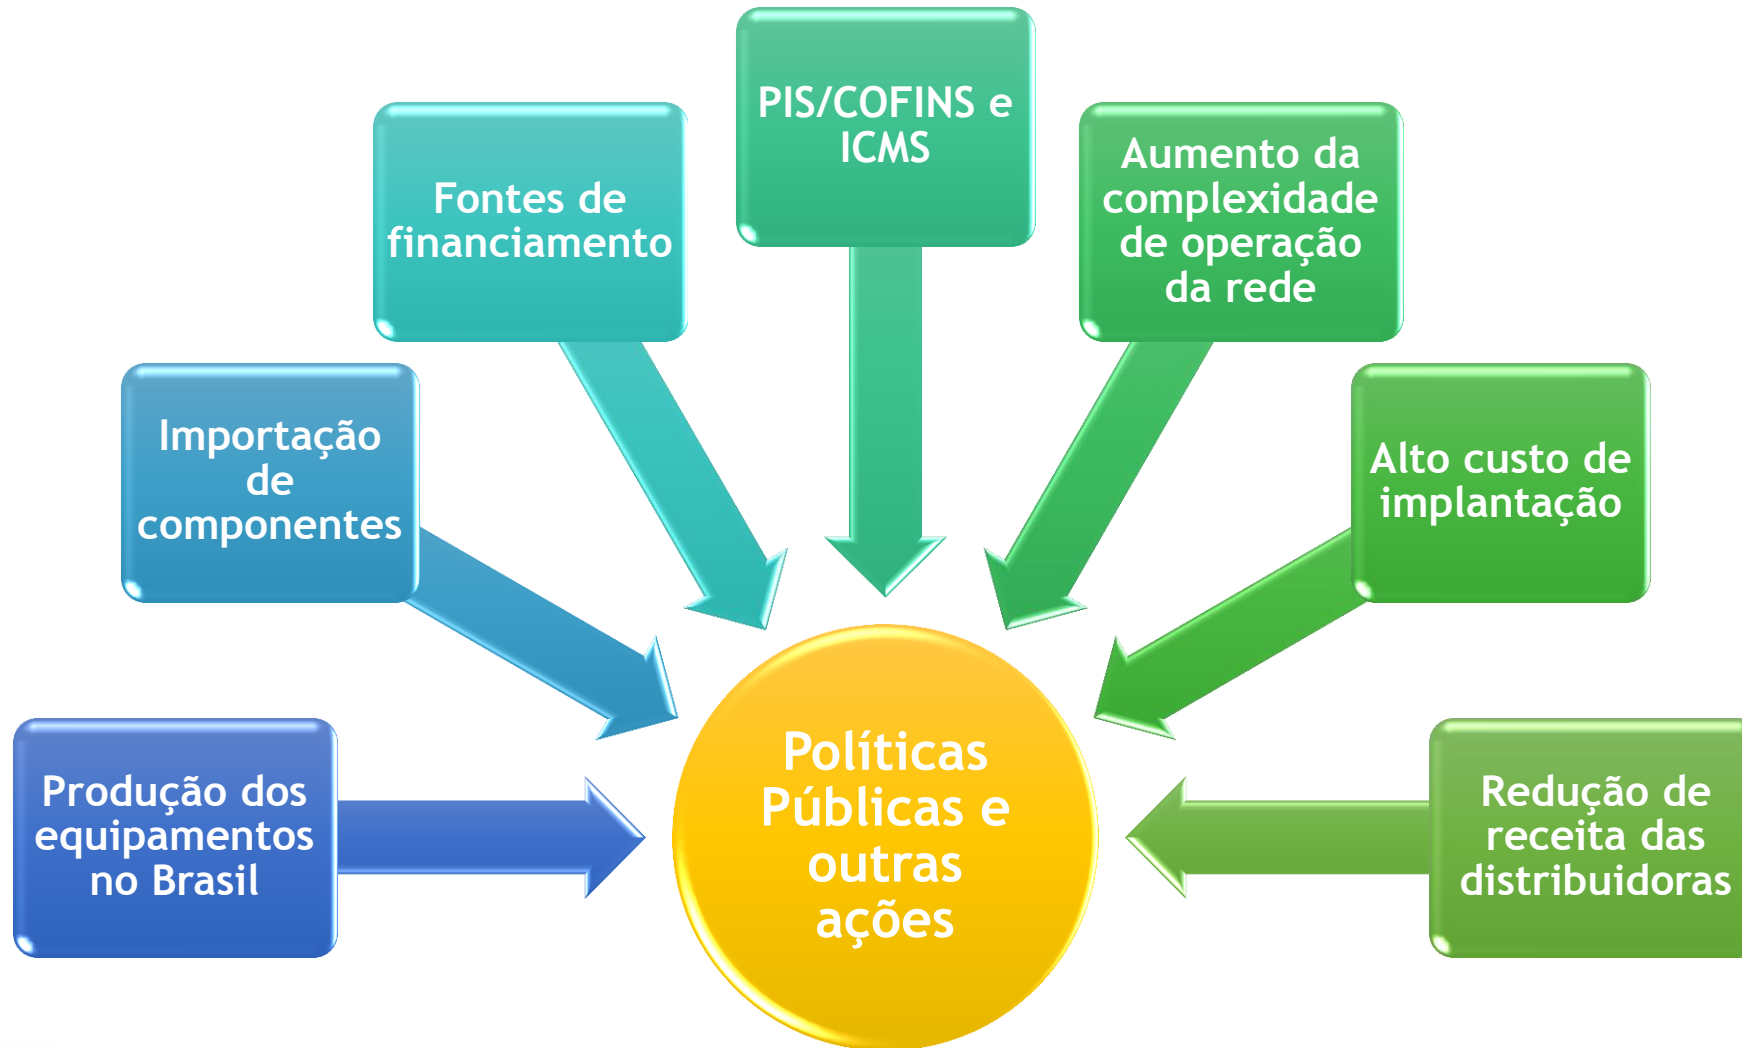 PIS/COFINS e
ICMS
Fontes de
financiamento
Aumento da
complexidade
de operação
da rede
Importação
de
componentes
Alto custo de
implantação
Produção dos
equipamentos
no Brasil
Políticas
Públicas e
outras
ações
Redução de
receita das
distribuidoras